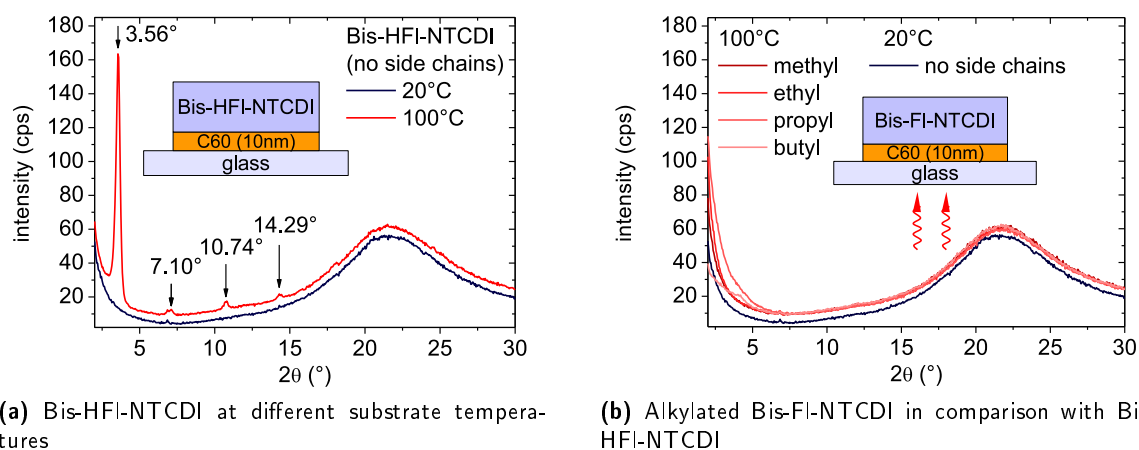 180
160
140
120
100
80
60
40
20
intensity (cps)
3.56°
7.10°
10.74°
14.29°
Bis-HFI-NTCDI
(no side chains)
20°C
100°C
Bis-HFI-NTCDI
C60 (10nm)
glass
5 10 15 20 25 30
2θ (°)
180
160
140
120
100
80
60
40
20
intensity (cps)
100°C 20°C
methyl no side chains
ethyl
propyl
butyl
Bis-FI-NTCDI
C60 (10nm)
glass
5 10 15 20 25 30
2θ (°)
(a) Bis-HFI-NTCDI at different substrate tempera-
tures
(b) Alkylated Bis-FI-NTCDI in comparison with Bi
HFI-NTCDI